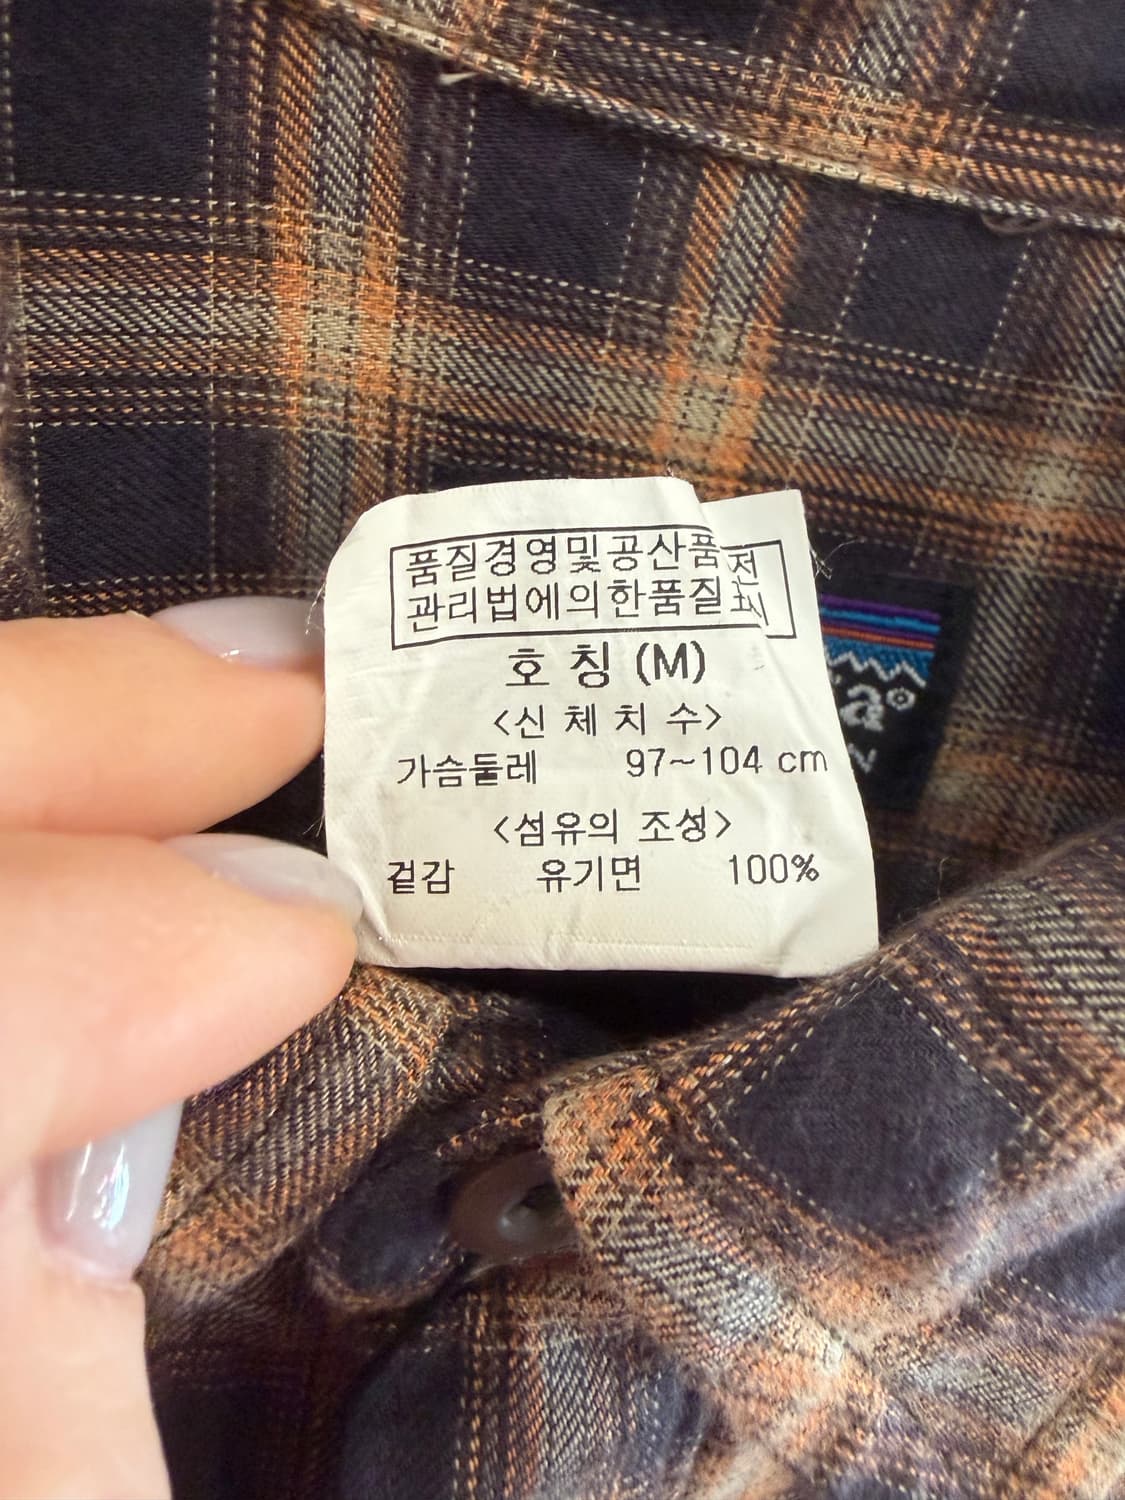 품질경영및공산품전
관리법에의한품질표시
호 칭 (M)
<신 체 치 수>
가슴둘레 97~104 cm
<섬유의 조성>
겉감 유기면 100%
a®